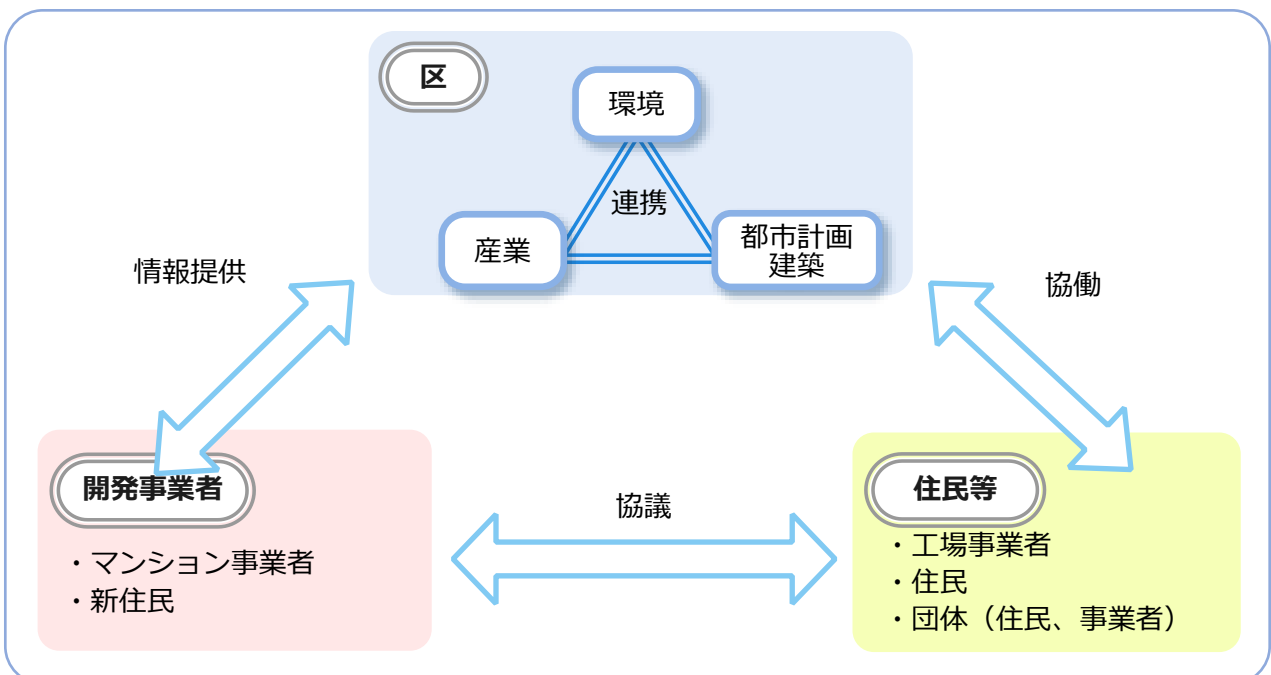 区
環境
連携
産業
都市計画
建築
情報提供
協働
開発事業者
・マンション事業者
・新住民
協議
住民等
・工場事業者
・住民
・団体（住民、事業者）